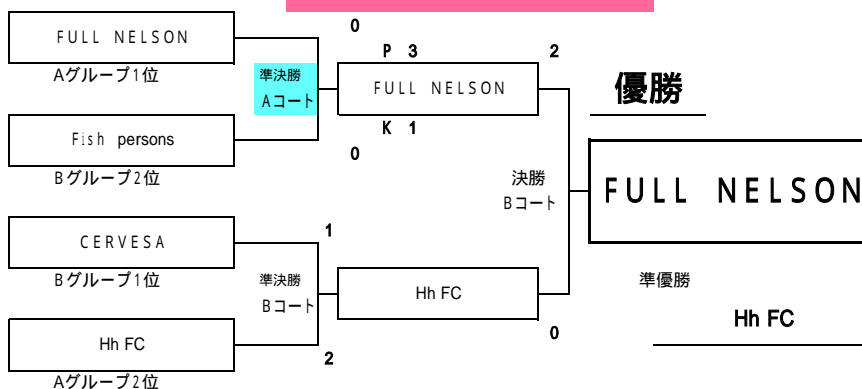 FULL NELSON
Aグループ1位
Fish persons
Bグループ2位
CERVESA
Bグループ1位
Hh FC
Aグループ2位
準決勝
Aコート
0
0
準決勝
Bコート
1
2
P 3
FULL NELSON
K 1
Hh FC
2
0
決勝
Bコート
優勝
FULL NELSON
準優勝
Hh FC